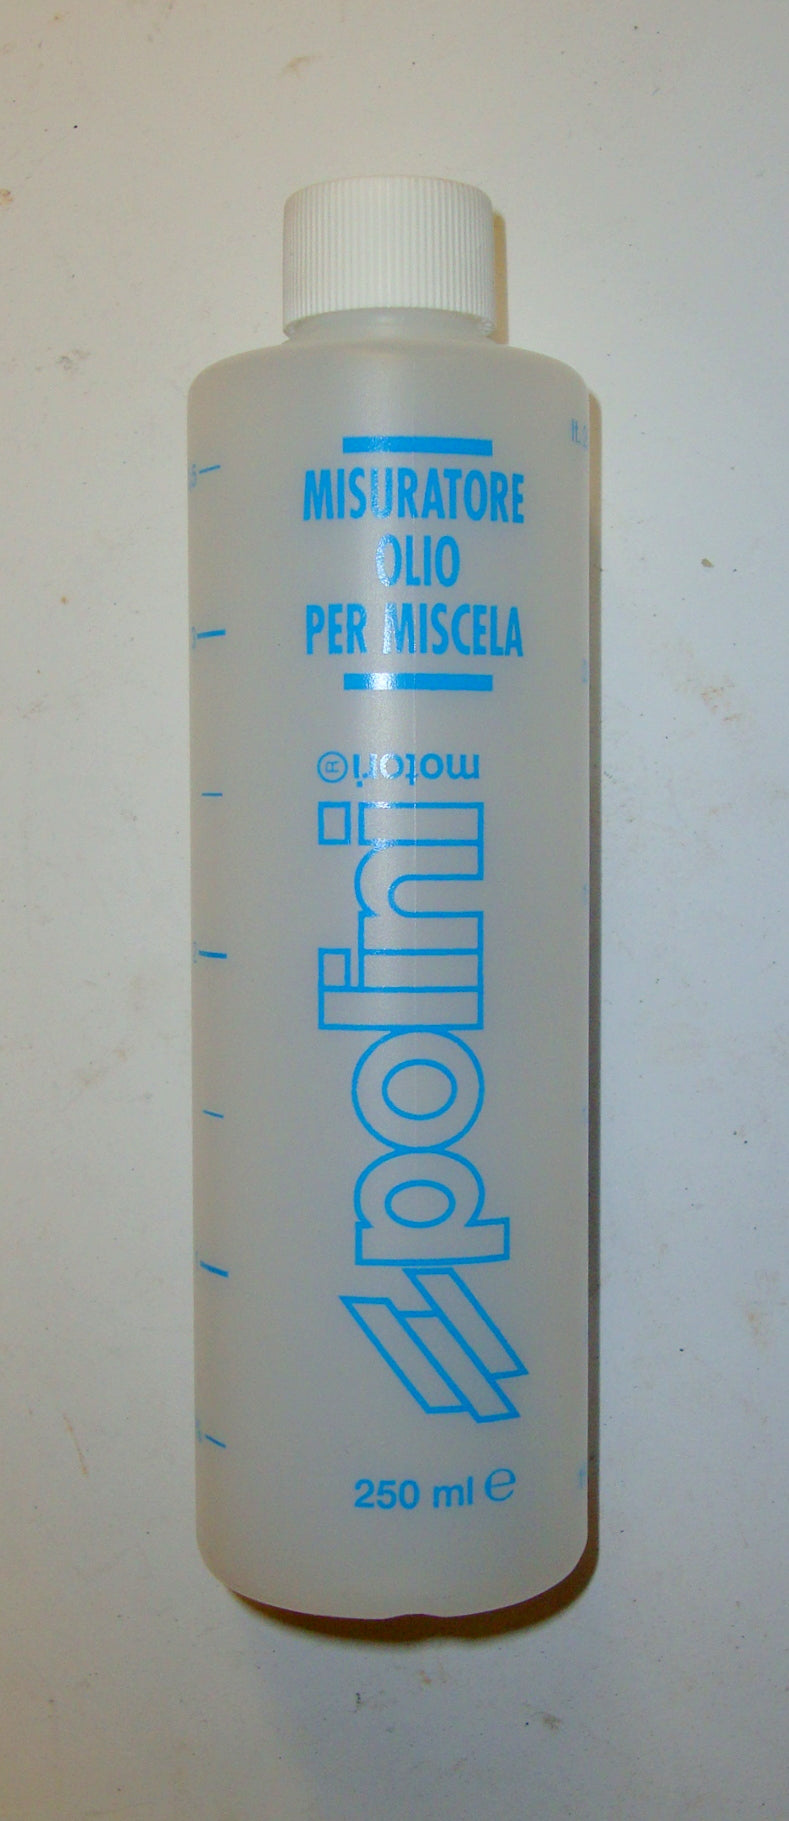 MISURATORE
OLIO
PER MISCELA
polini
motori®
250 ml ℮